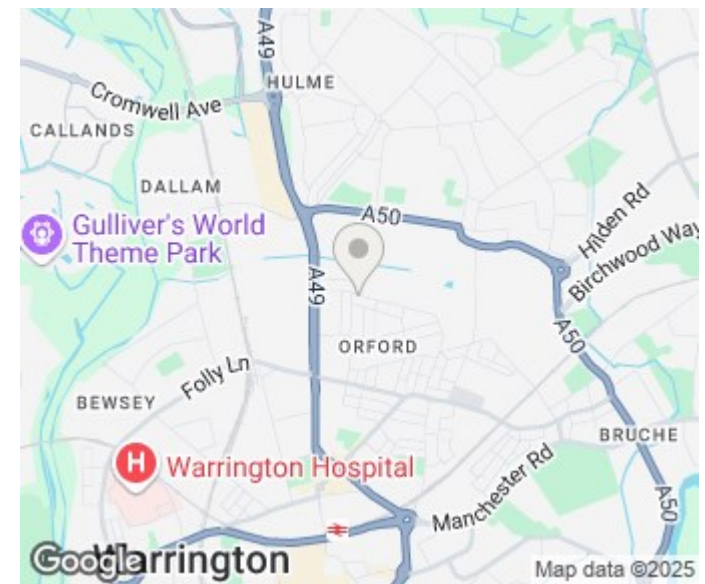 A49
HULME
Cromwell Ave
CALLANDS
DALLAM
A50
Hilden Rd
Gulliver's World
Theme Park
Birchwood Way
A49
A50
ORFORD
Folly Ln
BEWSEY
BRUCHE
H
Warrington Hospital
Manchester Rd
A50
Google
Warrington
Map data ©2025